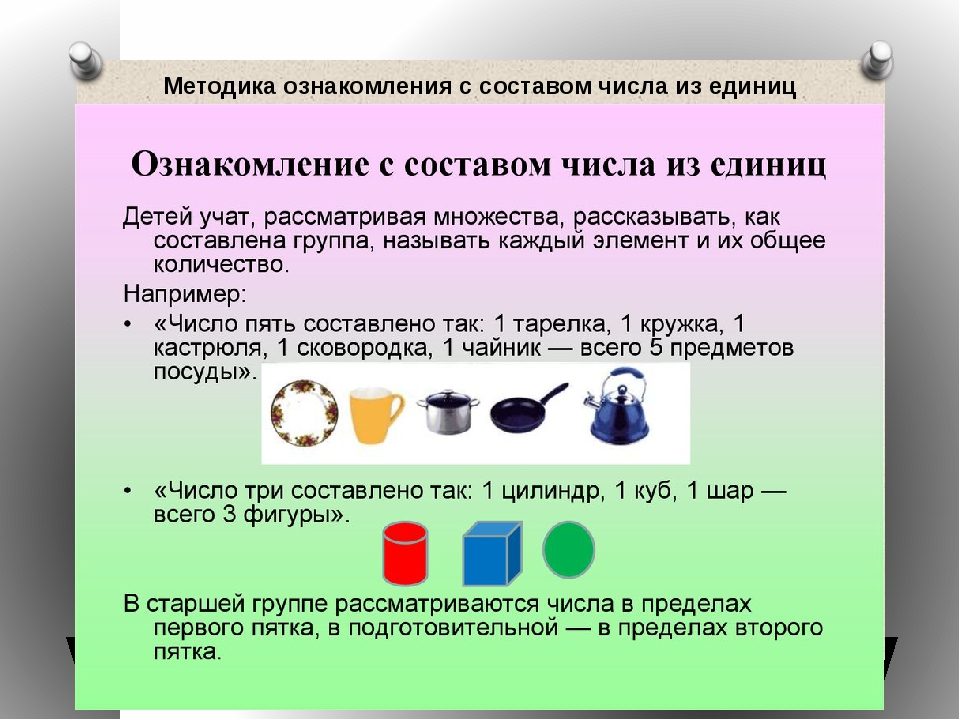 Методика ознакомления с составом числа из единиц
Ознакомление с составом числа из единиц
Детей учат, рассматривая множества, рассказывать, как
составлена группа, называть каждый элемент и их общее
количество.
Например:
• «Число пять составлено так: 1 тарелка, 1 кружка, 1
кастрюля, 1 сковородка, 1 чайник — всего 5 предметов
посуды».
• «Число три составлено так: 1 цилиндр, 1 куб, 1 шар —
всего 3 фигуры».
В старшей группе рассматриваются числа в пределах
первого пятка, в подготовительной — в пределах второго
пятка.